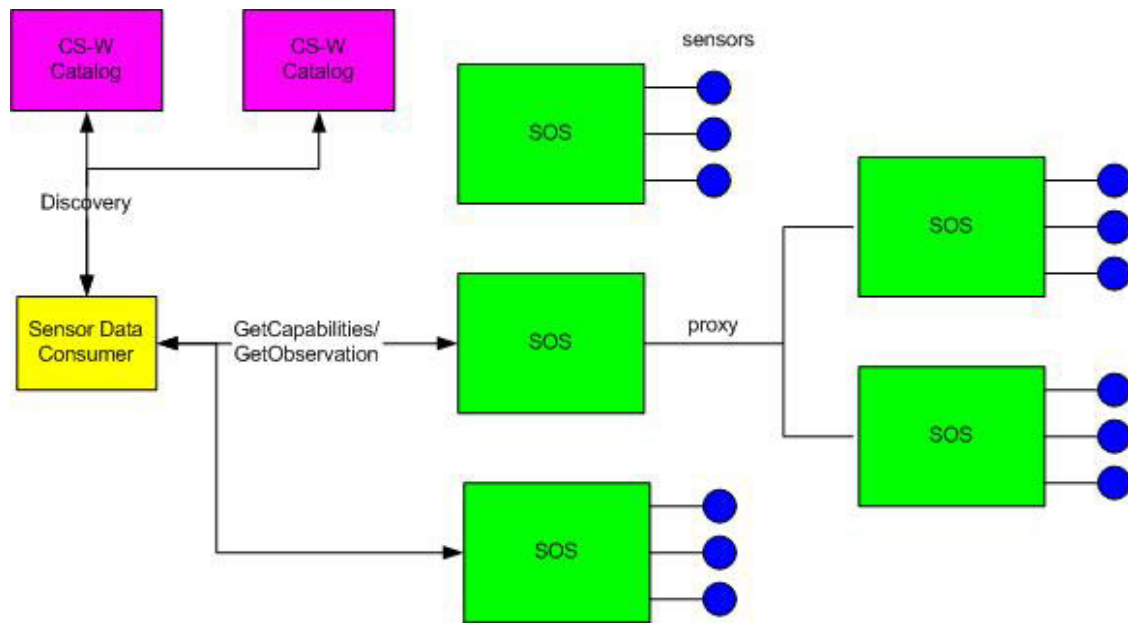 CS-W
Catalog
CS-W
Catalog
sensors
SOS
SOS
Discovery
Sensor Data
Consumer
GetCapabilities/
GetObservation
SOS
proxy
SOS
SOS